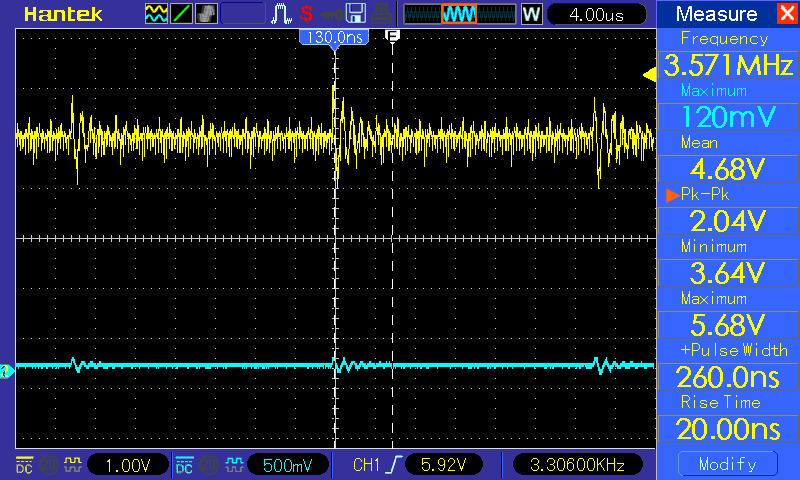 Hantek
S
W
4.00us
Measure
130.0ns
F
Frequency
3.571MHz
Maximum
120mV
Mean
4.68V
Pk-Pk
2.04V
Minimum
3.64V
Maximum
5.68V
+Pulse Width
260.0ns
Rise Time
20.00ns
Modify
DC
1.00V
DC
500mV
CH1
5.92V
3.30600KHz